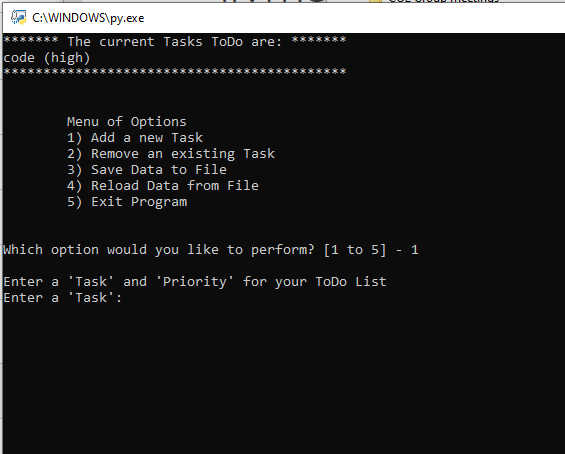 C:\WINDOWS\py.exe
******* The current Tasks ToDo are: *******
code (high)
*******************************************
Menu of Options
1) Add a new Task
2) Remove an existing Task
3) Save Data to File
4) Reload Data from File
5) Exit Program
Which option would you like to perform? [1 to 5] - 1
Enter a 'Task' and 'Priority' for your ToDo List
Enter a 'Task':